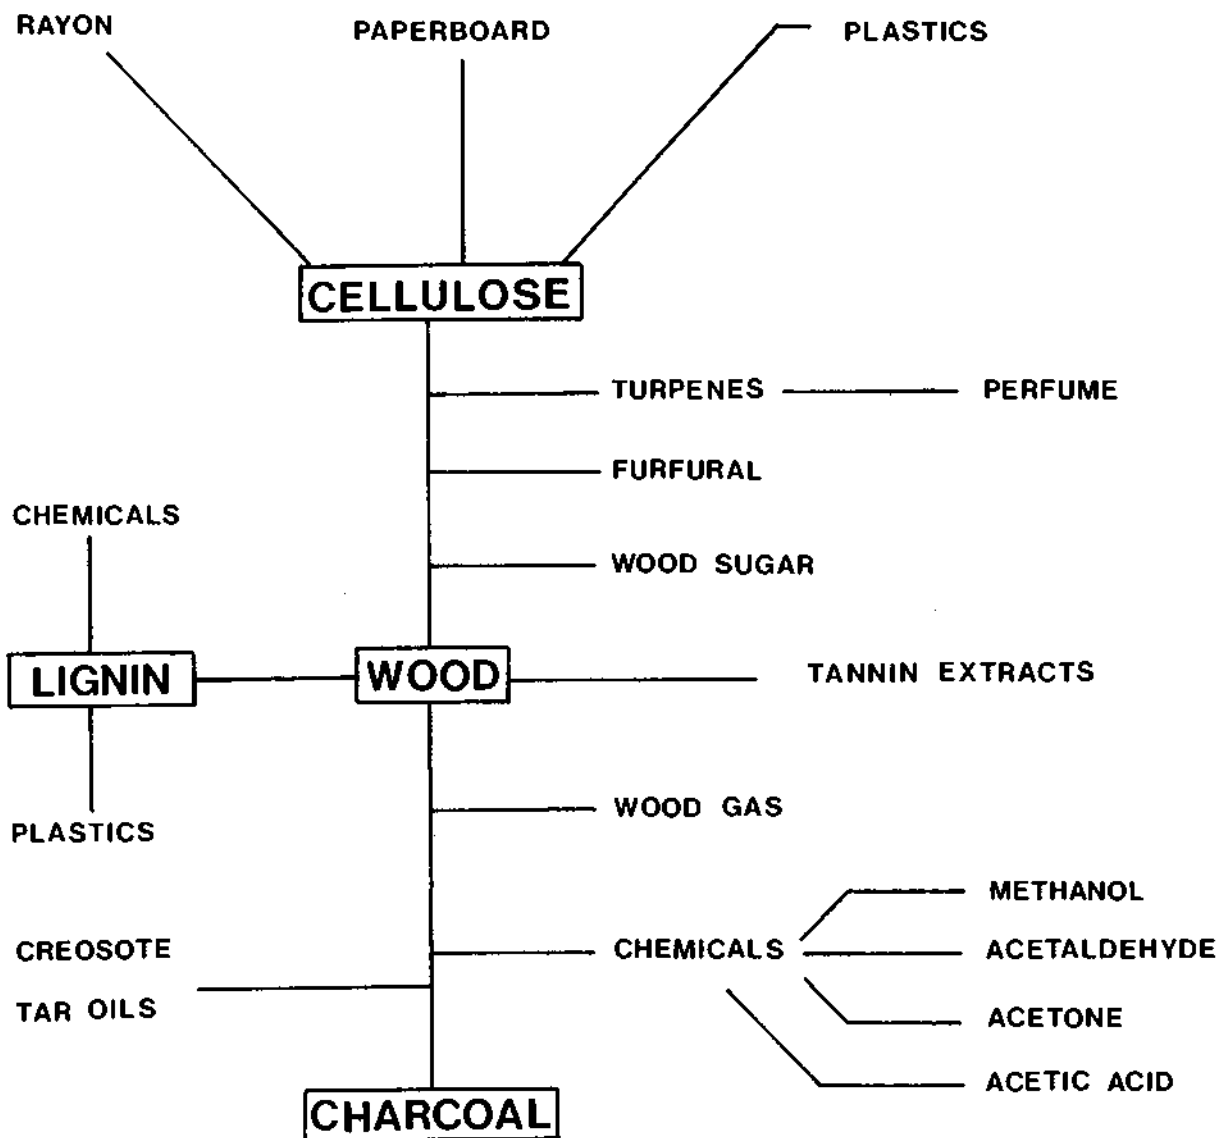 RAYON
PAPERBOARD
PLASTICS
CELLULOSE
TURPENES
PERFUME
FURFURAL
CHEMICALS
WOOD SUGAR
LIGNIN
WOOD
TANNIN EXTRACTS
WOOD GAS
PLASTICS
METHANOL
CREOSOTE
CHEMICALS
ACETALDEHYDE
TAR OILS
ACETONE
ACETIC ACID
CHARCOAL